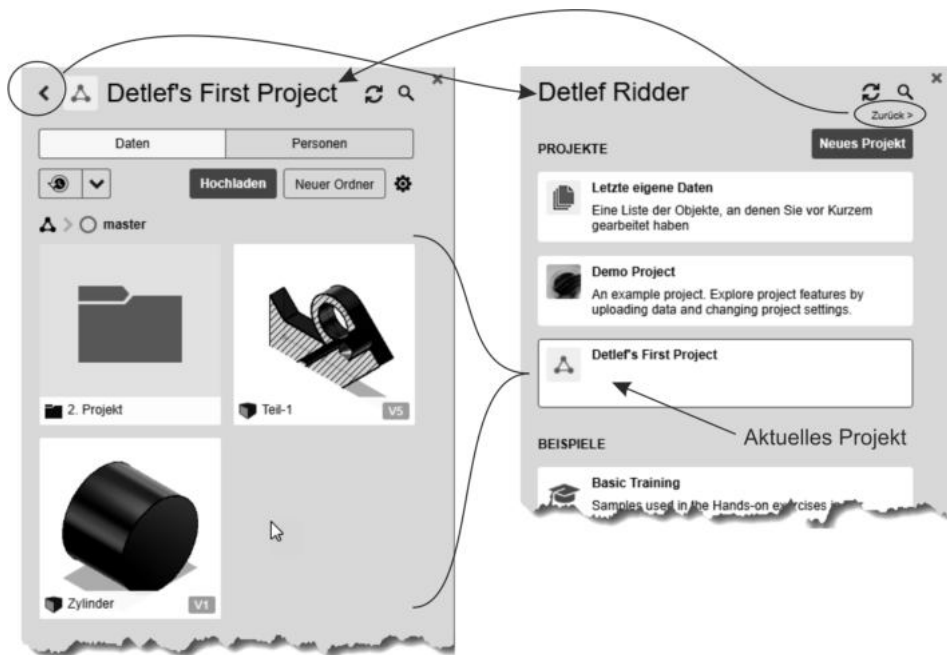 Detlef's First Project
Daten
Personen
Hochladen
Neuer Ordner
master
2. Projekt
Teil-1
V5
Zylinder
V1
Detlef Ridder
Zurück >
PROJEKTE
Neues Projekt
Letzte eigene Daten
Eine Liste der Objekte, an denen Sie vor Kurzem
gearbeitet haben
Demo Project
An example project. Explore project features by
uploading data and changing project settings.
Detlef's First Project
Aktuelles Projekt
BEISPIELE
Basic Training
Samples used in the Hands-on exercises